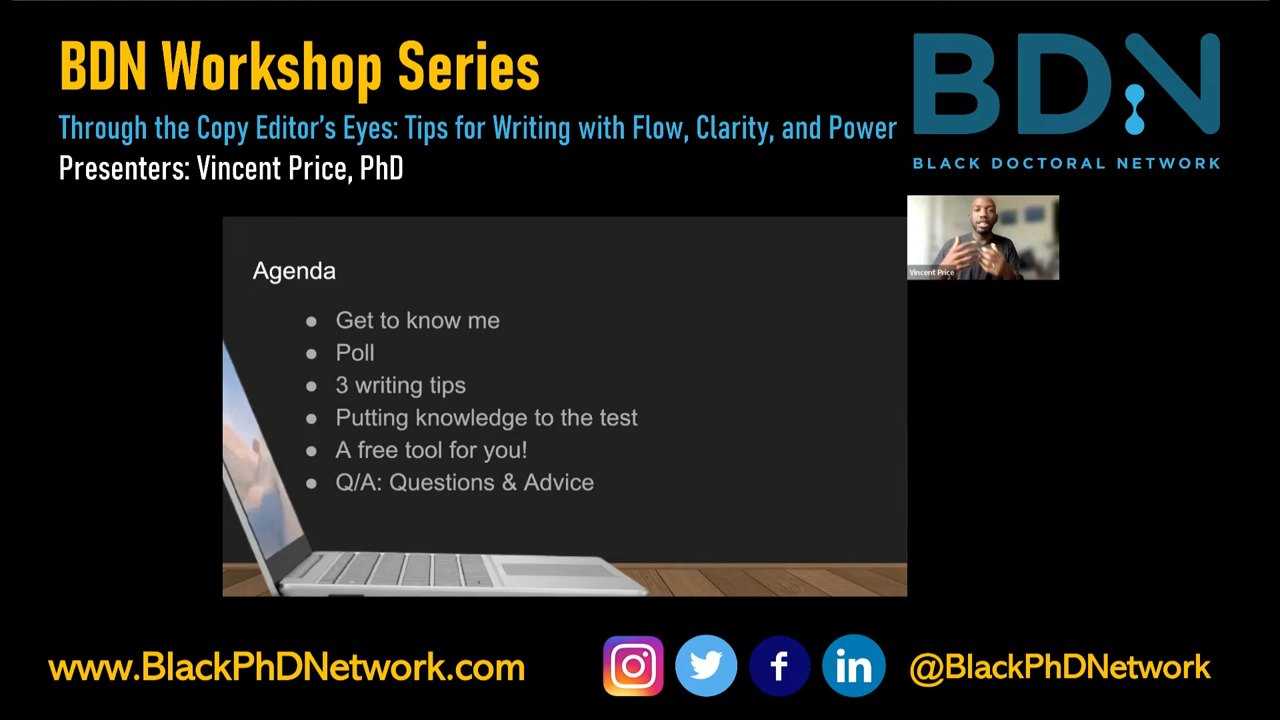 BDN Workshop Series
Through the Copy Editor's Eyes: Tips for Writing with Flow, Clarity, and Power
Presenters: Vincent Price, PhD
BDN
BLACK DOCTORAL NETWORK
Vincent Price
Agenda
● Get to know me
● Poll
● 3 writing tips
● Putting knowledge to the test
● A free tool for you!
● Q/A: Questions & Advice
www.BlackPhDNetwork.com
@BlackPhDNetwork